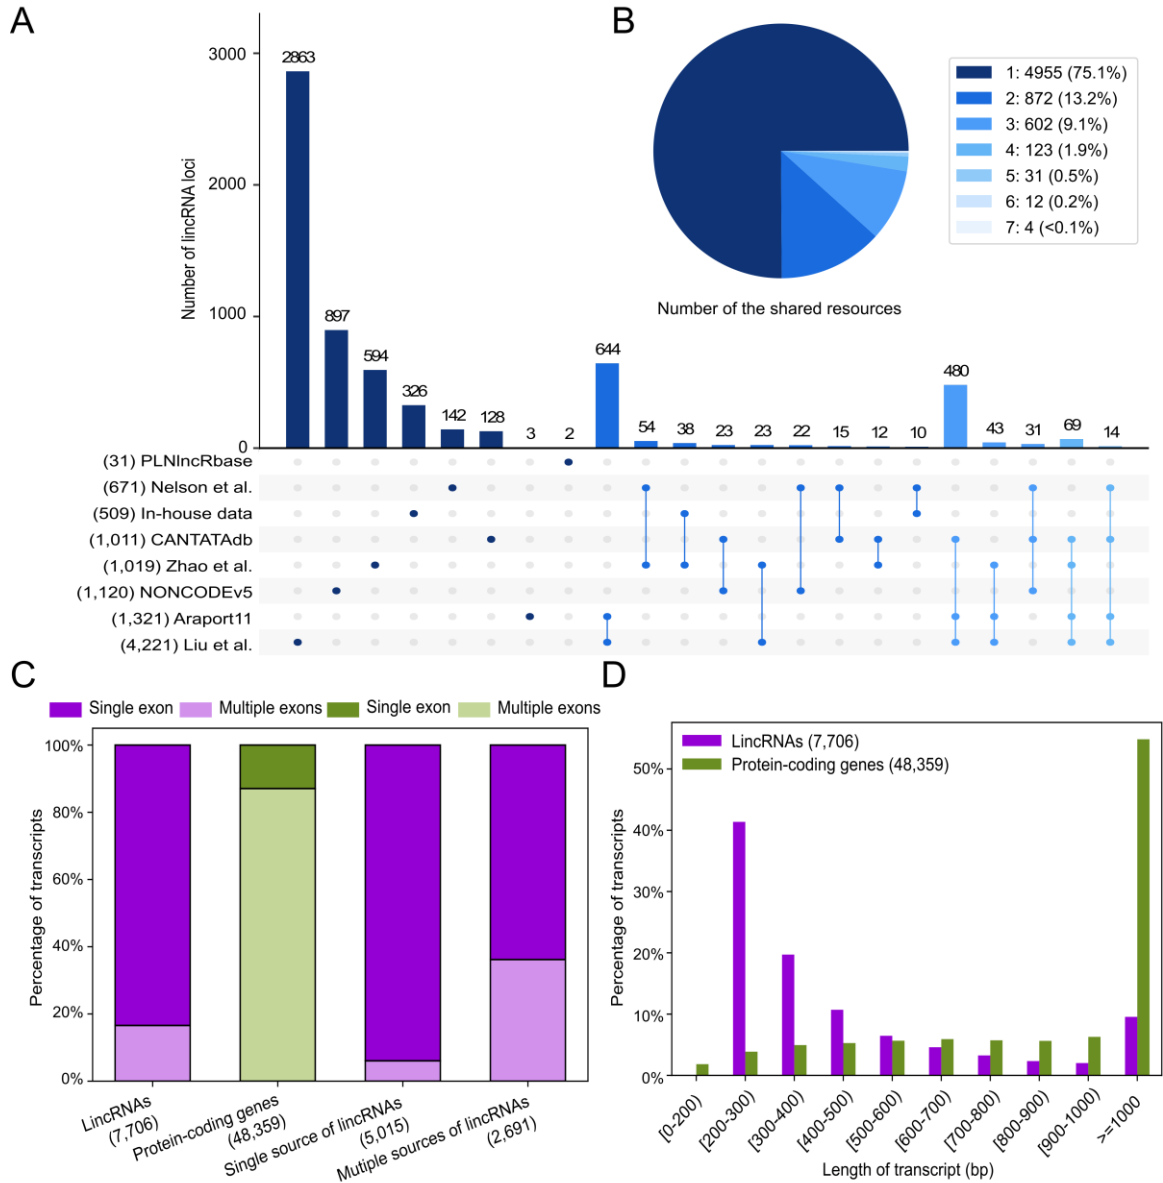 A
Number of lincRNA loci
3000
2000
1000
0
2863
897
594
326
142
128
3
2
644
54
38
23
23
22
15
12
10
480
43
31
69
14
(31) PLNlncRbase
(671) Nelson et al.
(509) In-house data
(1,011) CANTATAdb
(1,019) Zhao et al.
(1,120) NONCODEv5
(1,321) Araport11
(4,221) Liu et al.
B
1: 4955 (75.1%)
2: 872 (13.2%)
3: 602 (9.1%)
4: 123 (1.9%)
5: 31 (0.5%)
6: 12 (0.2%)
7: 4 (<0.1%)
Number of the shared resources
C
Single exon
Multiple exons
Single exon
Multiple exons
Percentage of transcripts
100%
80%
60%
40%
20%
0%
LincRNAs
(7,706)
Protein-coding genes
(48,359)
Single source of lincRNAs
(5,015)
Mutiple sources of lincRNAs
(2,691)
D
LincRNAs (7,706)
Protein-coding genes (48,359)
Percentage of transcripts
50%
40%
30%
20%
10%
0%
[0-200)
[200-300)
[300-400)
[400-500)
[500-600)
[600-700)
[700-800)
[800-900)
[900-1000)
>=1000
Length of transcript (bp)